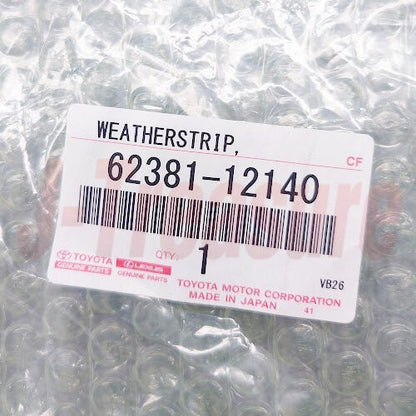 WEATHERSTRIP,
CF
62381-12140
TOYOTA
GENUINE PARTS
LEXUS
GENUINE PARTS
QTY:
1
VB26
TOYOTA MOTOR CORPORATION
MADE IN JAPAN
41